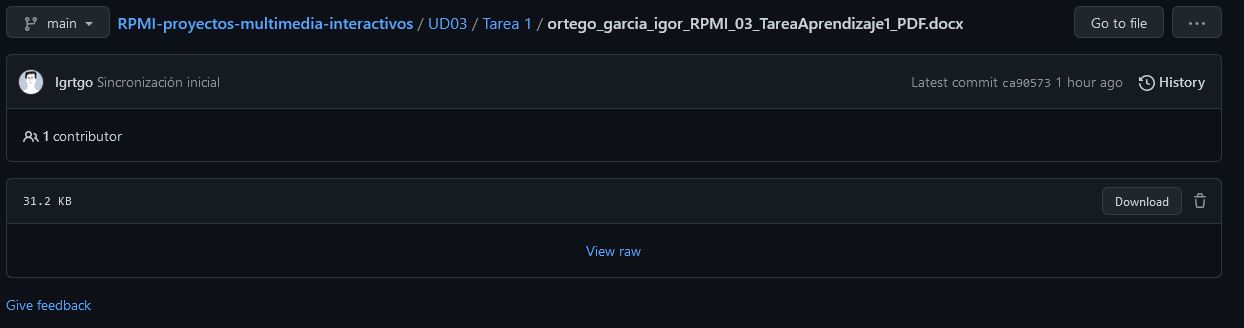 main RPMI-proyectos-multimedia-interactivos / UD03 / Tarea 1 / ortego_garcia_igor_RPMI_03_TareaAprendizaje1_PDF.docx Go to file ...
Igrtgo Sincronización inicial Latest commit ca90573 1 hour ago History
1 contributor
31.2 KB Download
View raw
Give feedback